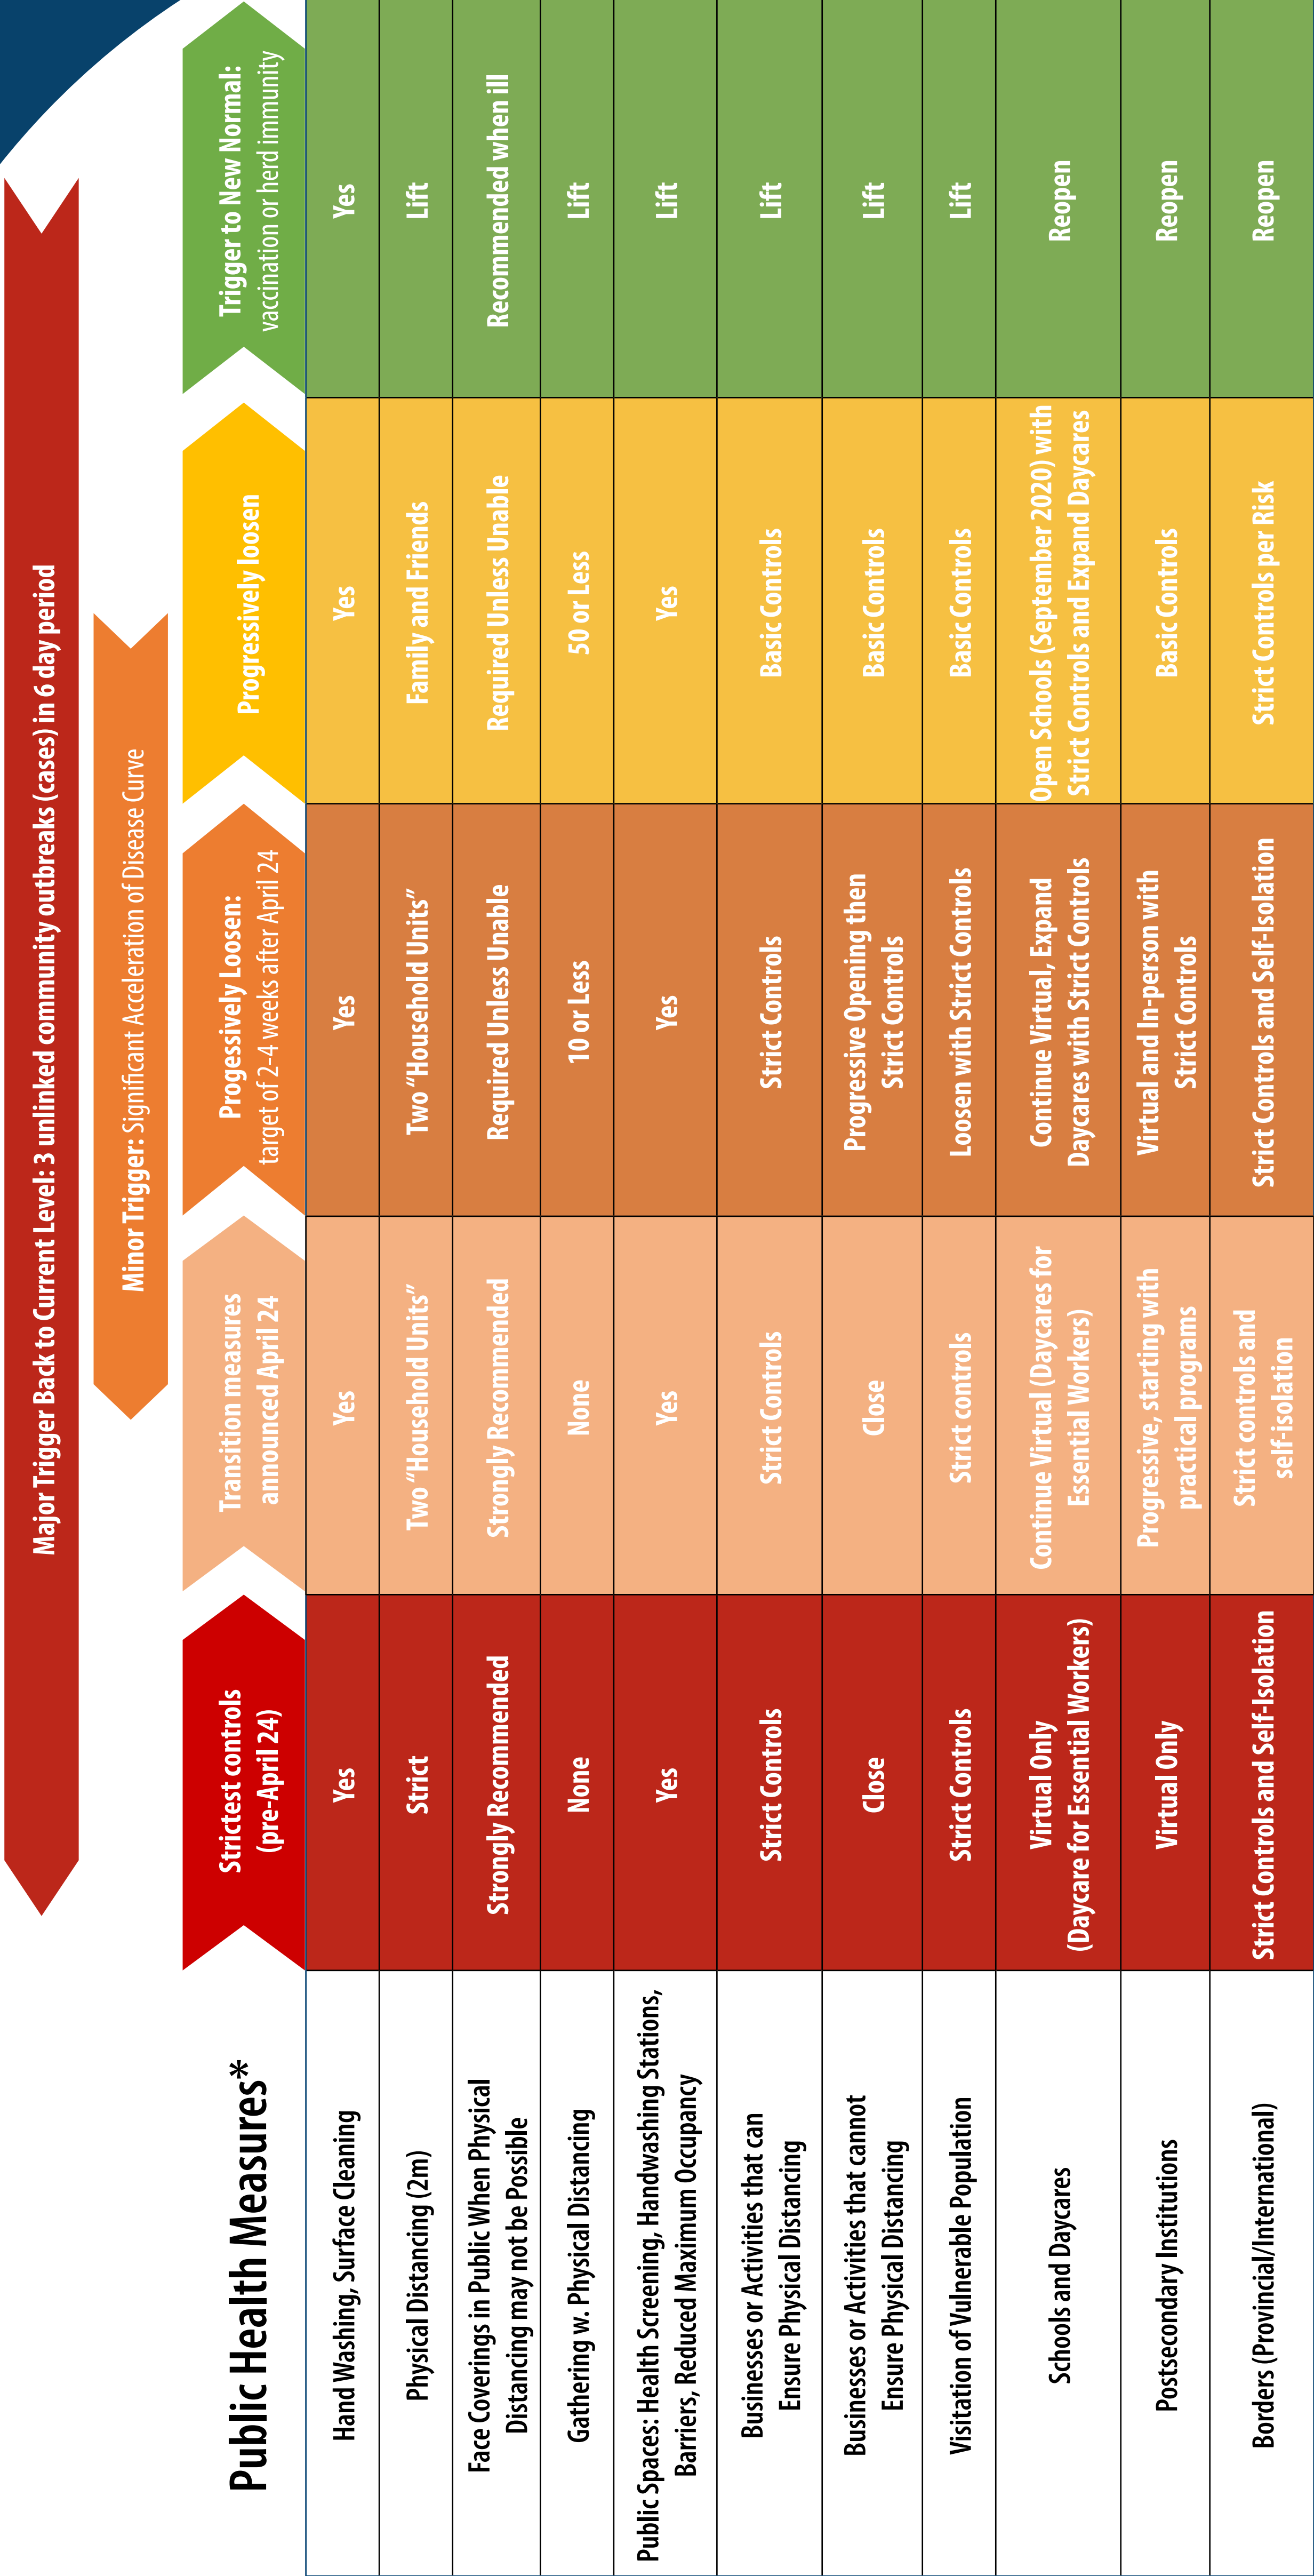 Major Trigger Back to Current Level: 3 unlinked community outbreaks (cases) in 6 day period
Minor Trigger: Significant Acceleration of Disease Curve
Public Health Measures*
Strictest controls
(pre-April 24)
Transition measures
announced April 24
Progessively Loosen:
target of 2-4 weeks after April 24
Progressively loosen
Trigger to New Normal:
vaccination or herd immunity
Hand Washing, Surface Cleaning
Yes
Yes
Yes
Yes
Yes
Physical Distancing (2m)
Strict
Two “Household Units”
Two “Household Units”
Family and Friends
Lift
Face Coverings in Public When Physical
Distancing may not be Possible
Strongly Recommended
Strongly Recommended
Required Unless Unable
Required Unless Unable
Recommended when ill
Gathering w. Physical Distancing
None
None
10 or Less
50 or Less
Lift
Public Spaces: Health Screening, Handwashing Stations,
Barriers, Reduced Maximum Occupancy
Yes
Yes
Yes
Yes
Lift
Businesses or Activities that can
Ensure Physical Distancing
Strict Controls
Strict Controls
Strict Controls
Basic Controls
Lift
Businesses or Activities that cannot
Ensure Physical Distancing
Close
Close
Progressive Opening then
Strict Controls
Basic Controls
Lift
Visitation of Vulnerable Population
Strict Controls
Strict controls
Loosen with Strict Controls
Basic Controls
Lift
Schools and Daycares
Virtual Only
(Daycare for Essential Workers)
Continue Virtual (Daycares for
Essential Workers)
Continue Virtual, Expand
Daycares with Strict Controls
Open Schools (September 2020) with
Strict Controls and Expand Daycares
Reopen
Postsecondary Institutions
Virtual Only
Progressive, starting with
practical programs
Virtual and In-person with
Strict Controls
Basic Controls
Reopen
Borders (Provincial/International)
Strict Controls and Self-Isolation
Strict controls and
self-isolation
Strict Controls and Self-Isolation
Strict Controls per Risk
Reopen